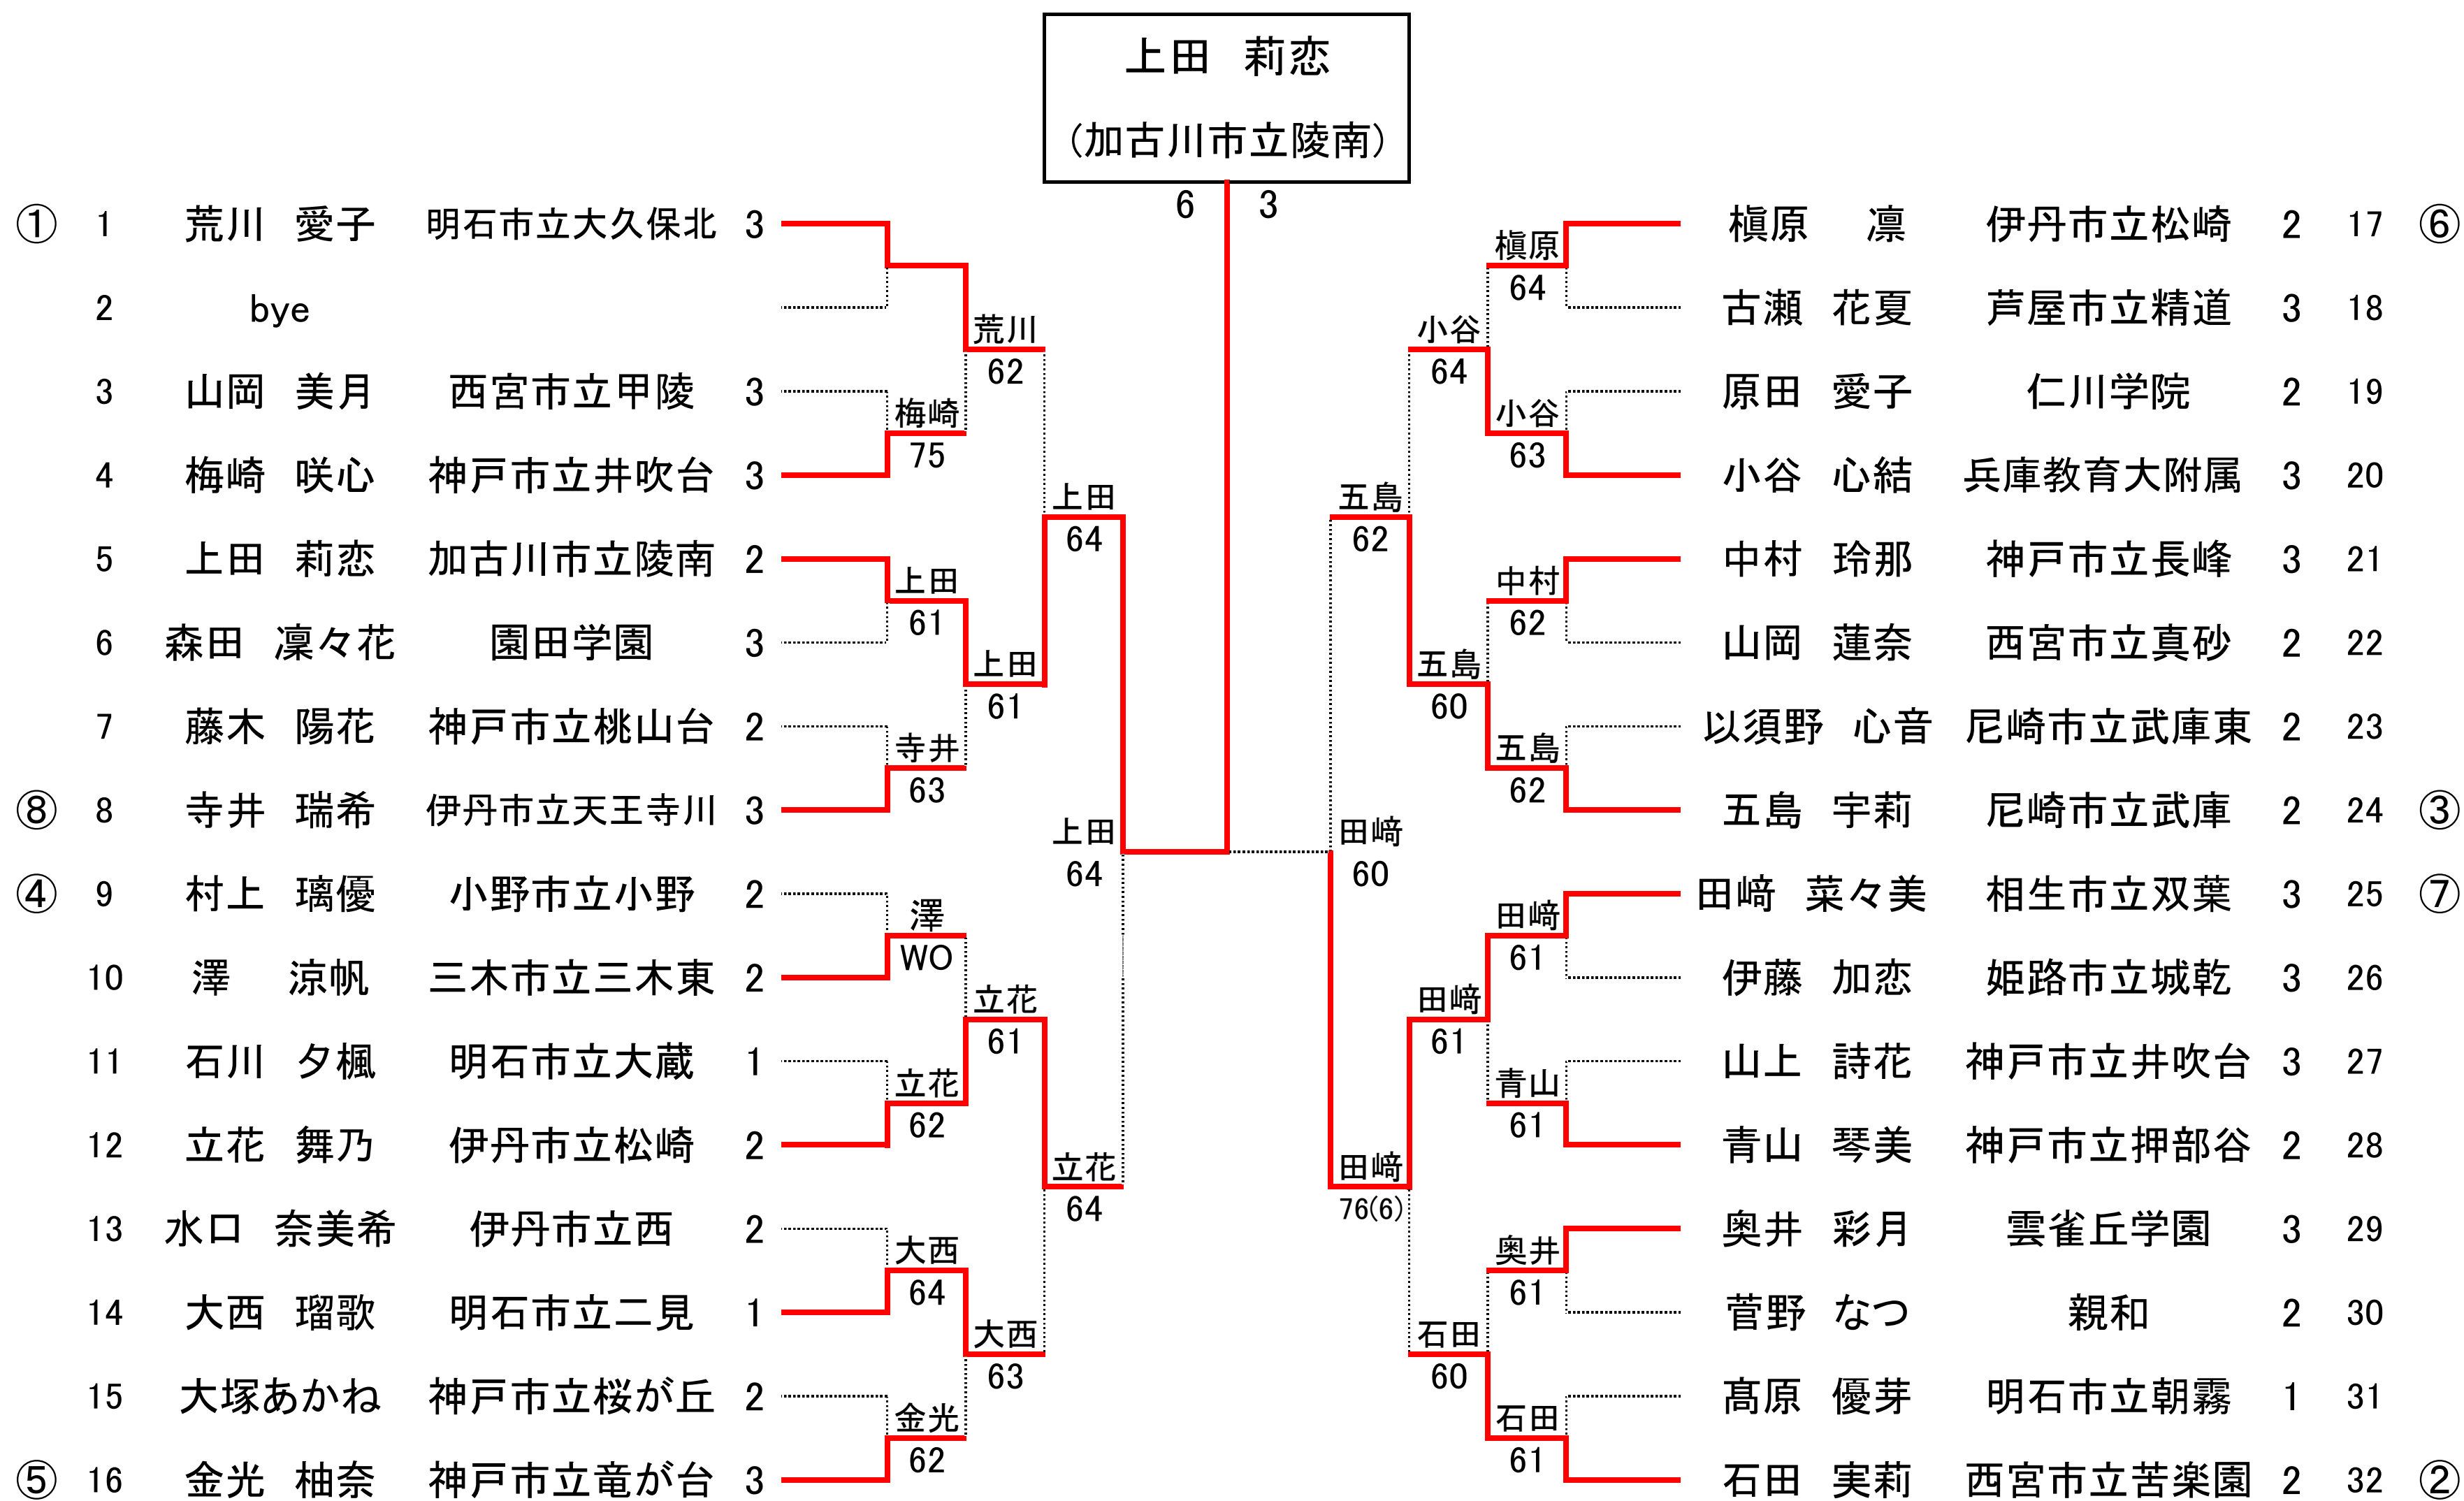 上田 莉恋
(加古川市立陵南)
6 3
① 1 荒川 愛子 明石市立大久保北 3
2 bye
3 山岡 美月 西宮市立甲陵 3
4 梅崎 咲心 神戸市立井吹台 3
5 上田 莉恋 加古川市立陵南 2
6 森田 凜々花 園田学園 3
7 藤木 陽花 神戸市立桃山台 2
⑧ 8 寺井 瑞希 伊丹市立天王寺川 3
④ 9 村上 璃優 小野市立小野 2
10 澤 涼帆 三木市立三木東 2
11 石川 夕楓 明石市立大蔵 1
12 立花 舞乃 伊丹市立松崎 2
13 水口 奈美希 伊丹市立西 2
14 大西 瑠歌 明石市立二見 1
15 大塚あかね 神戸市立桜が丘 2
⑤ 16 金光 柚奈 神戸市立竜が台 3
梅崎
75
上田
61
寺井
63
澤
WO
立花
62
大西
64
金光
62
荒川
62
上田
61
立花
61
大西
63
上田
64
立花
64
上田
64
田﨑
60
五島
62
田﨑
76(6)
小谷
64
五島
60
田﨑
61
石田
60
槇原
64
小谷
63
中村
62
五島
62
田﨑
61
青山
61
奥井
61
石田
61
槇原 凛 伊丹市立松崎 2 17 ⑥
古瀬 花夏 芦屋市立精道 3 18
原田 愛子 仁川学院 2 19
小谷 心結 兵庫教育大附属 3 20
中村 玲那 神戸市立長峰 3 21
山岡 蓮奈 西宮市立真砂 2 22
以須野 心音 尼崎市立武庫東 2 23
五島 宇莉 尼崎市立武庫 2 24 ③
田﨑 菜々美 相生市立双葉 3 25 ⑦
伊藤 加恋 姫路市立城乾 3 26
山上 詩花 神戸市立井吹台 3 27
青山 琴美 神戸市立押部谷 2 28
奥井 彩月 雲雀丘学園 3 29
菅野 なつ 親和 2 30
髙原 優芽 明石市立朝霧 1 31
石田 実莉 西宮市立苦楽園 2 32 ②